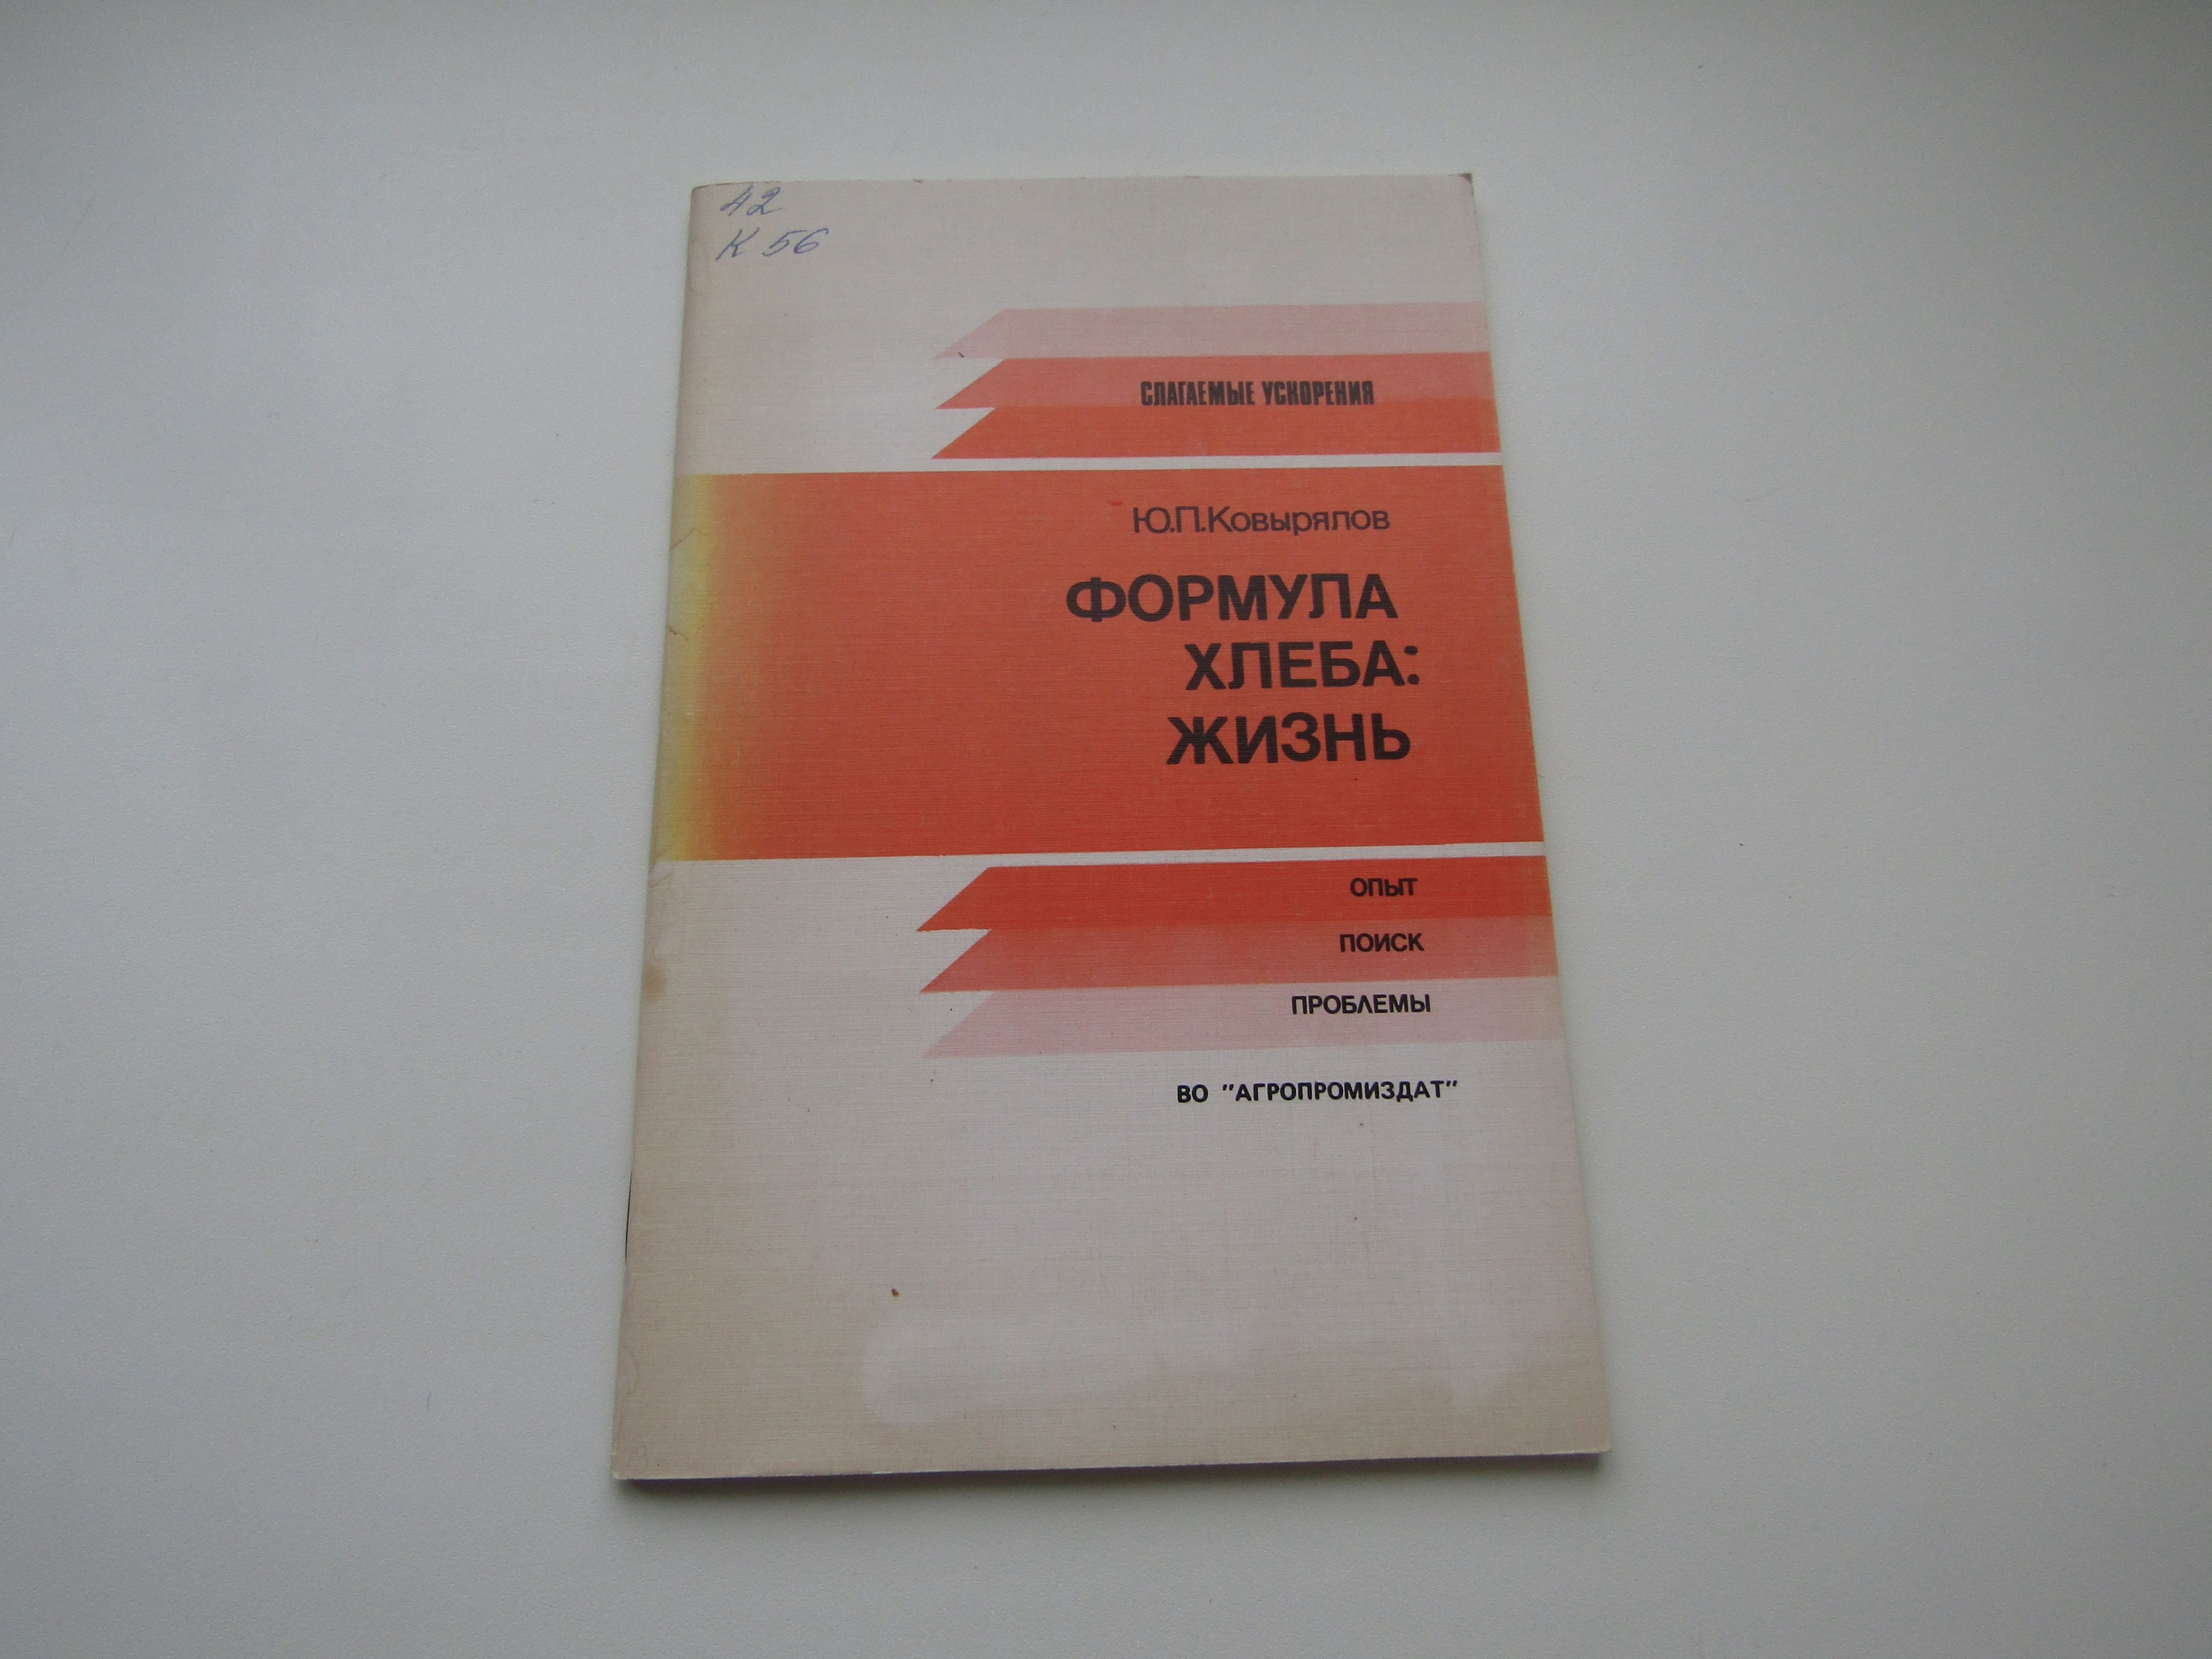 42
К 56
СЛАГАЕМЫЕ УСКОРЕНИЯ
Ю.П.Ковырялов
ФОРМУЛА
ХЛЕБА:
ЖИЗНЬ
ОПЫТ
ПОИСК
ПРОБЛЕМЫ
ВО "АГРОПРОМИЗДАТ"